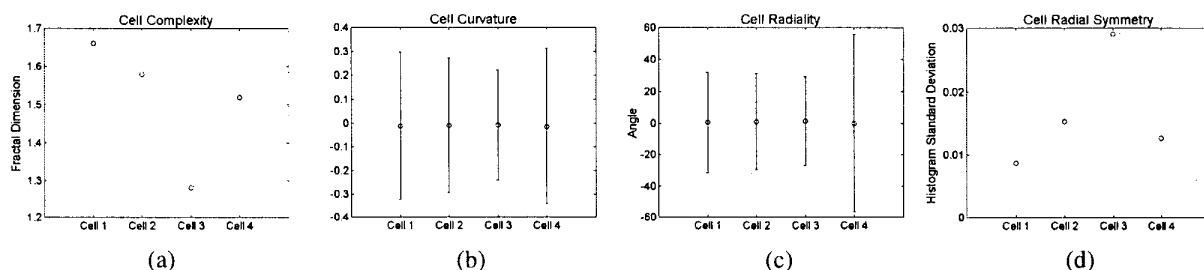 Cell Complexity
Fractal Dimension
1.7
1.6
1.5
1.4
1.3
1.2
Cell 1 Cell 2 Cell 3 Cell 4
(a)
Cell Curvature
0.4
0.3
0.2
0.1
0
-0.1
-0.2
-0.3
-0.4
Cell 1 Cell 2 Cell 3 Cell 4
(b)
Cell Radiality
Angle
60
40
20
0
-20
-40
-60
Cell 1 Cell 2 Cell 3 Cell 4
(c)
Cell Radial Symmetry
Histogram Standard Deviation
0.03
0.02
0.01
0
Cell 1 Cell 2 Cell 3 Cell 4
(d)